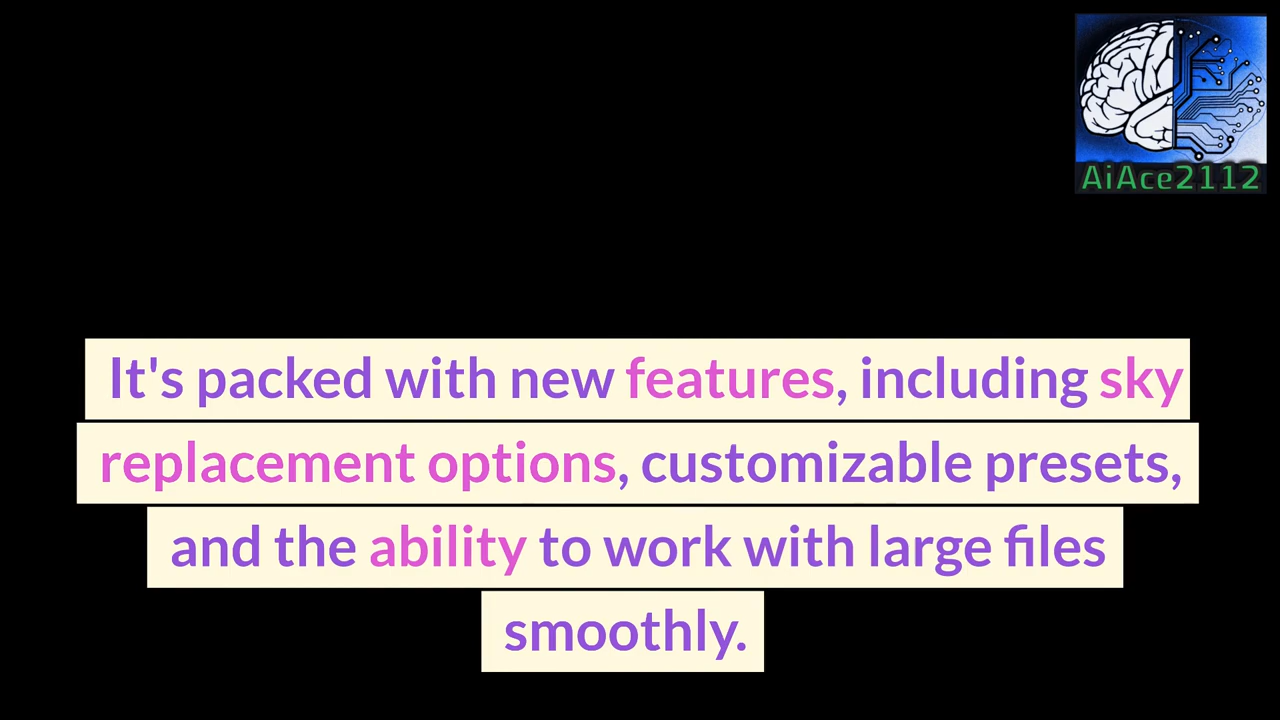 AiAce2112
It's packed with new features, including sky
replacement options, customizable presets,
and the ability to work with large files
smoothly.